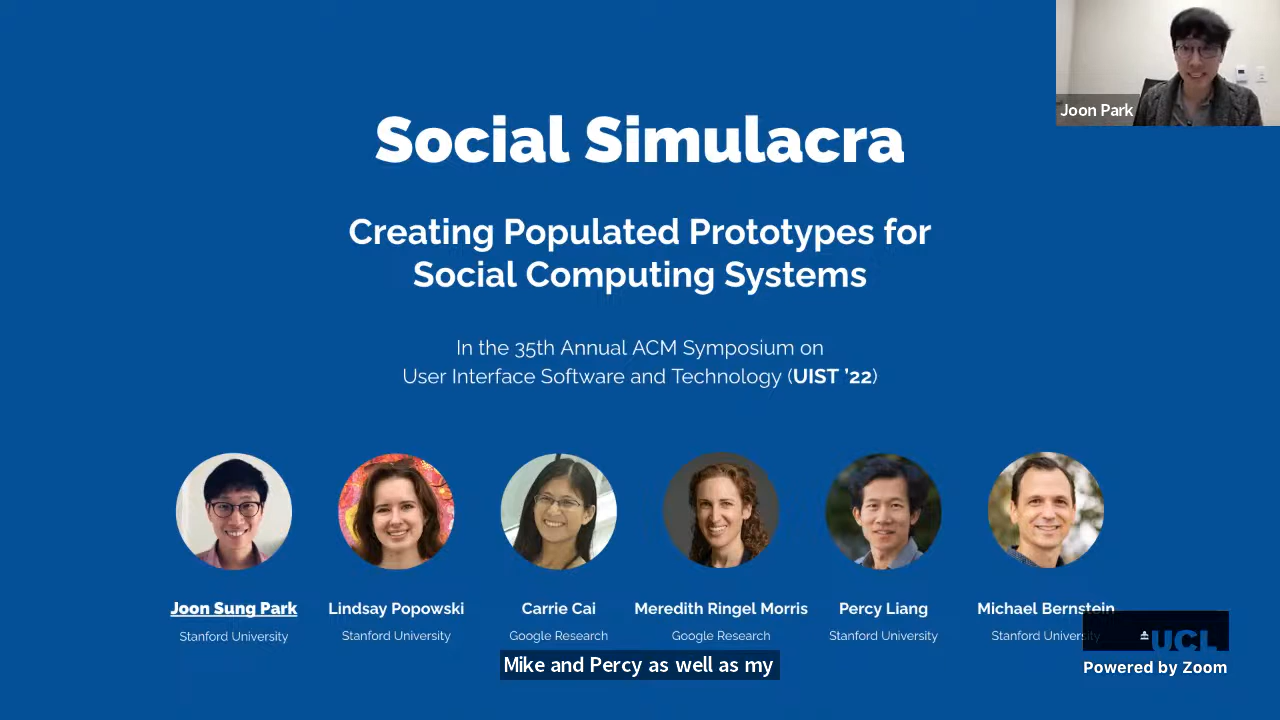 Joon Park
Social Simulacra
Creating Populated Prototypes for
Social Computing Systems
In the 35th Annual ACM Symposium on
User Interface Software and Technology (UIST ’22)
Joon Sung Park
Stanford University
Lindsay Popowski
Stanford University
Carrie Cai
Google Research
Meredith Ringel Morris
Google Research
Percy Liang
Stanford University
Michael Bernstein
Stanford University
UCL
Mike and Percy as well as my
Powered by Zoom